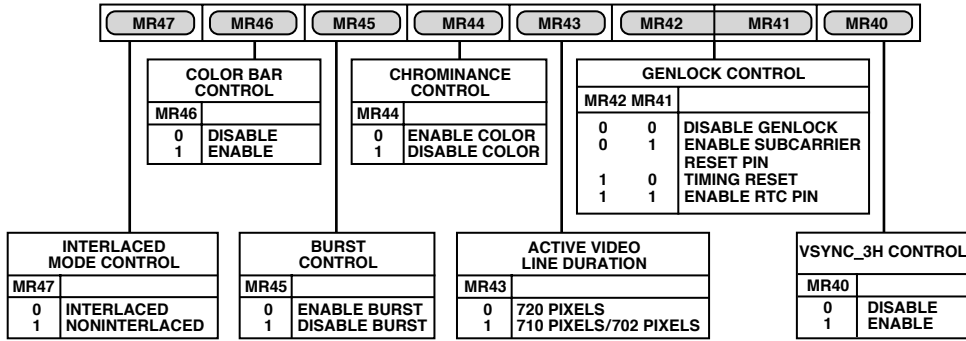 MR47 MR46 MR45 MR44 MR43 MR42 MR41 MR40
COLOR BAR
CONTROL
MR46
0 DISABLE
1 ENABLE
CHROMINANCE
CONTROL
MR44
0 ENABLE COLOR
1 DISABLE COLOR
GENLOCK CONTROL
MR42 MR41
0 0 DISABLE GENLOCK
0 1 ENABLE SUBCARRIER
RESET PIN
1 0 TIMING RESET
1 1 ENABLE RTC PIN
INTERLACED
MODE CONTROL
MR47
0 INTERLACED
1 NONINTERLACED
BURST
CONTROL
MR45
0 ENABLE BURST
1 DISABLE BURST
ACTIVE VIDEO
LINE DURATION
MR43
0 720 PIXELS
1 710 PIXELS/702 PIXELS
VSYNC_3H CONTROL
MR40
0 DISABLE
1 ENABLE